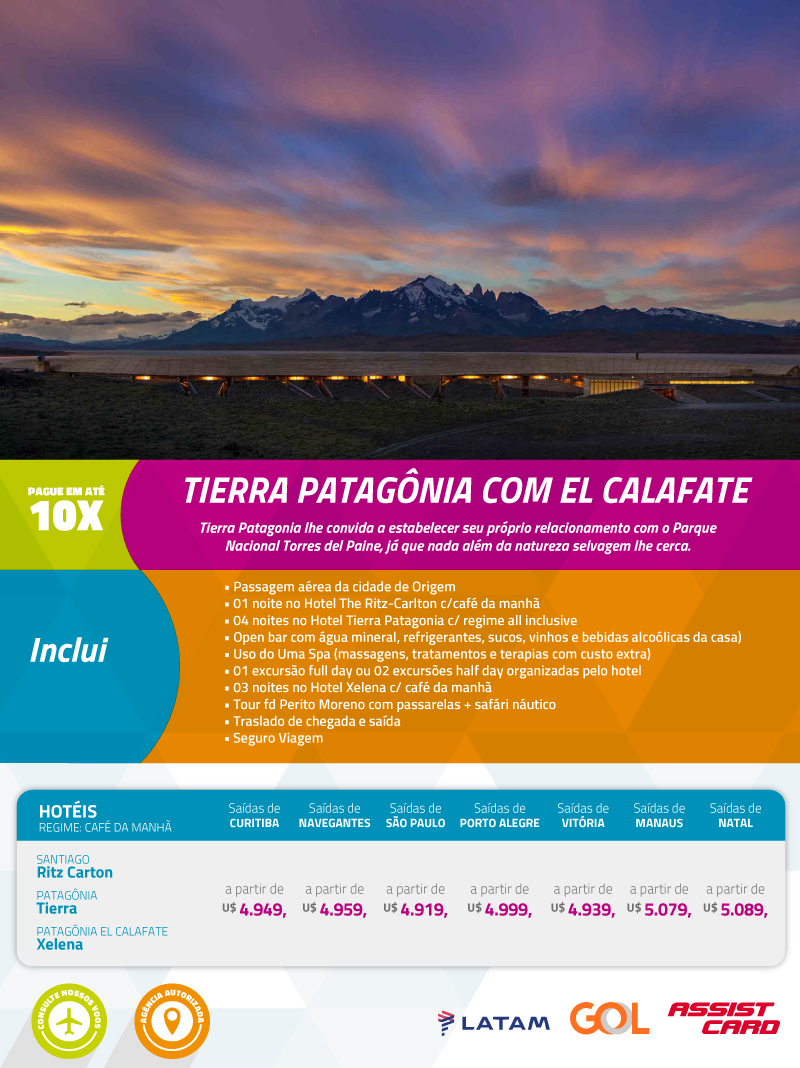 PAGUE EM ATÉ
10X
TIERRA PATAGÔNIA COM EL CALAFATE
Tierra Patagonia lhe convida a estabelecer seu próprio relacionamento com o Parque
Nacional Torres del Paine, já que nada além da natureza selvagem lhe cerca.
Inclui
• Passagem aérea da cidade de Origem
• 01 noite no Hotel The Ritz-Carlton c/café da manhã
• 04 noites no Hotel Tierra Patagonia c/ regime all inclusive
• Open bar com água mineral, refrigerantes, sucos, vinhos e bebidas alcoólicas da casa)
• Uso do Uma Spa (massagens, tratamentos e terapias com custo extra)
• 01 excursão full day ou 02 excursões half day organizadas pelo hotel
• 03 noites no Hotel Xelena c/ café da manhã
• Tour fd Perito Moreno com passarelas + safári náutico
• Traslado de chegada e saída
• Seguro Viagem
HOTÉIS
REGIME: CAFÉ DA MANHÃ
Saídas de CURITIBA
Saídas de NAVEGANTES
Saídas de SÃO PAULO
Saídas de PORTO ALEGRE
Saídas de VITÓRIA
Saídas de MANAUS
Saídas de NATAL
SANTIAGO
Ritz Carton
PATAGÔNIA
Tierra
PATAGÔNIA EL CALAFATE
Xelena
a partir de U$ 4.949,
a partir de U$ 4.959,
a partir de U$ 4.919,
a partir de U$ 4.999,
a partir de U$ 4.939,
a partir de U$ 5.079,
a partir de U$ 5.089,
CONSULTE NOSSOS VOOS
AGÊNCIA AUTORIZADA
LATAM
GOL
ASSIST
CARD